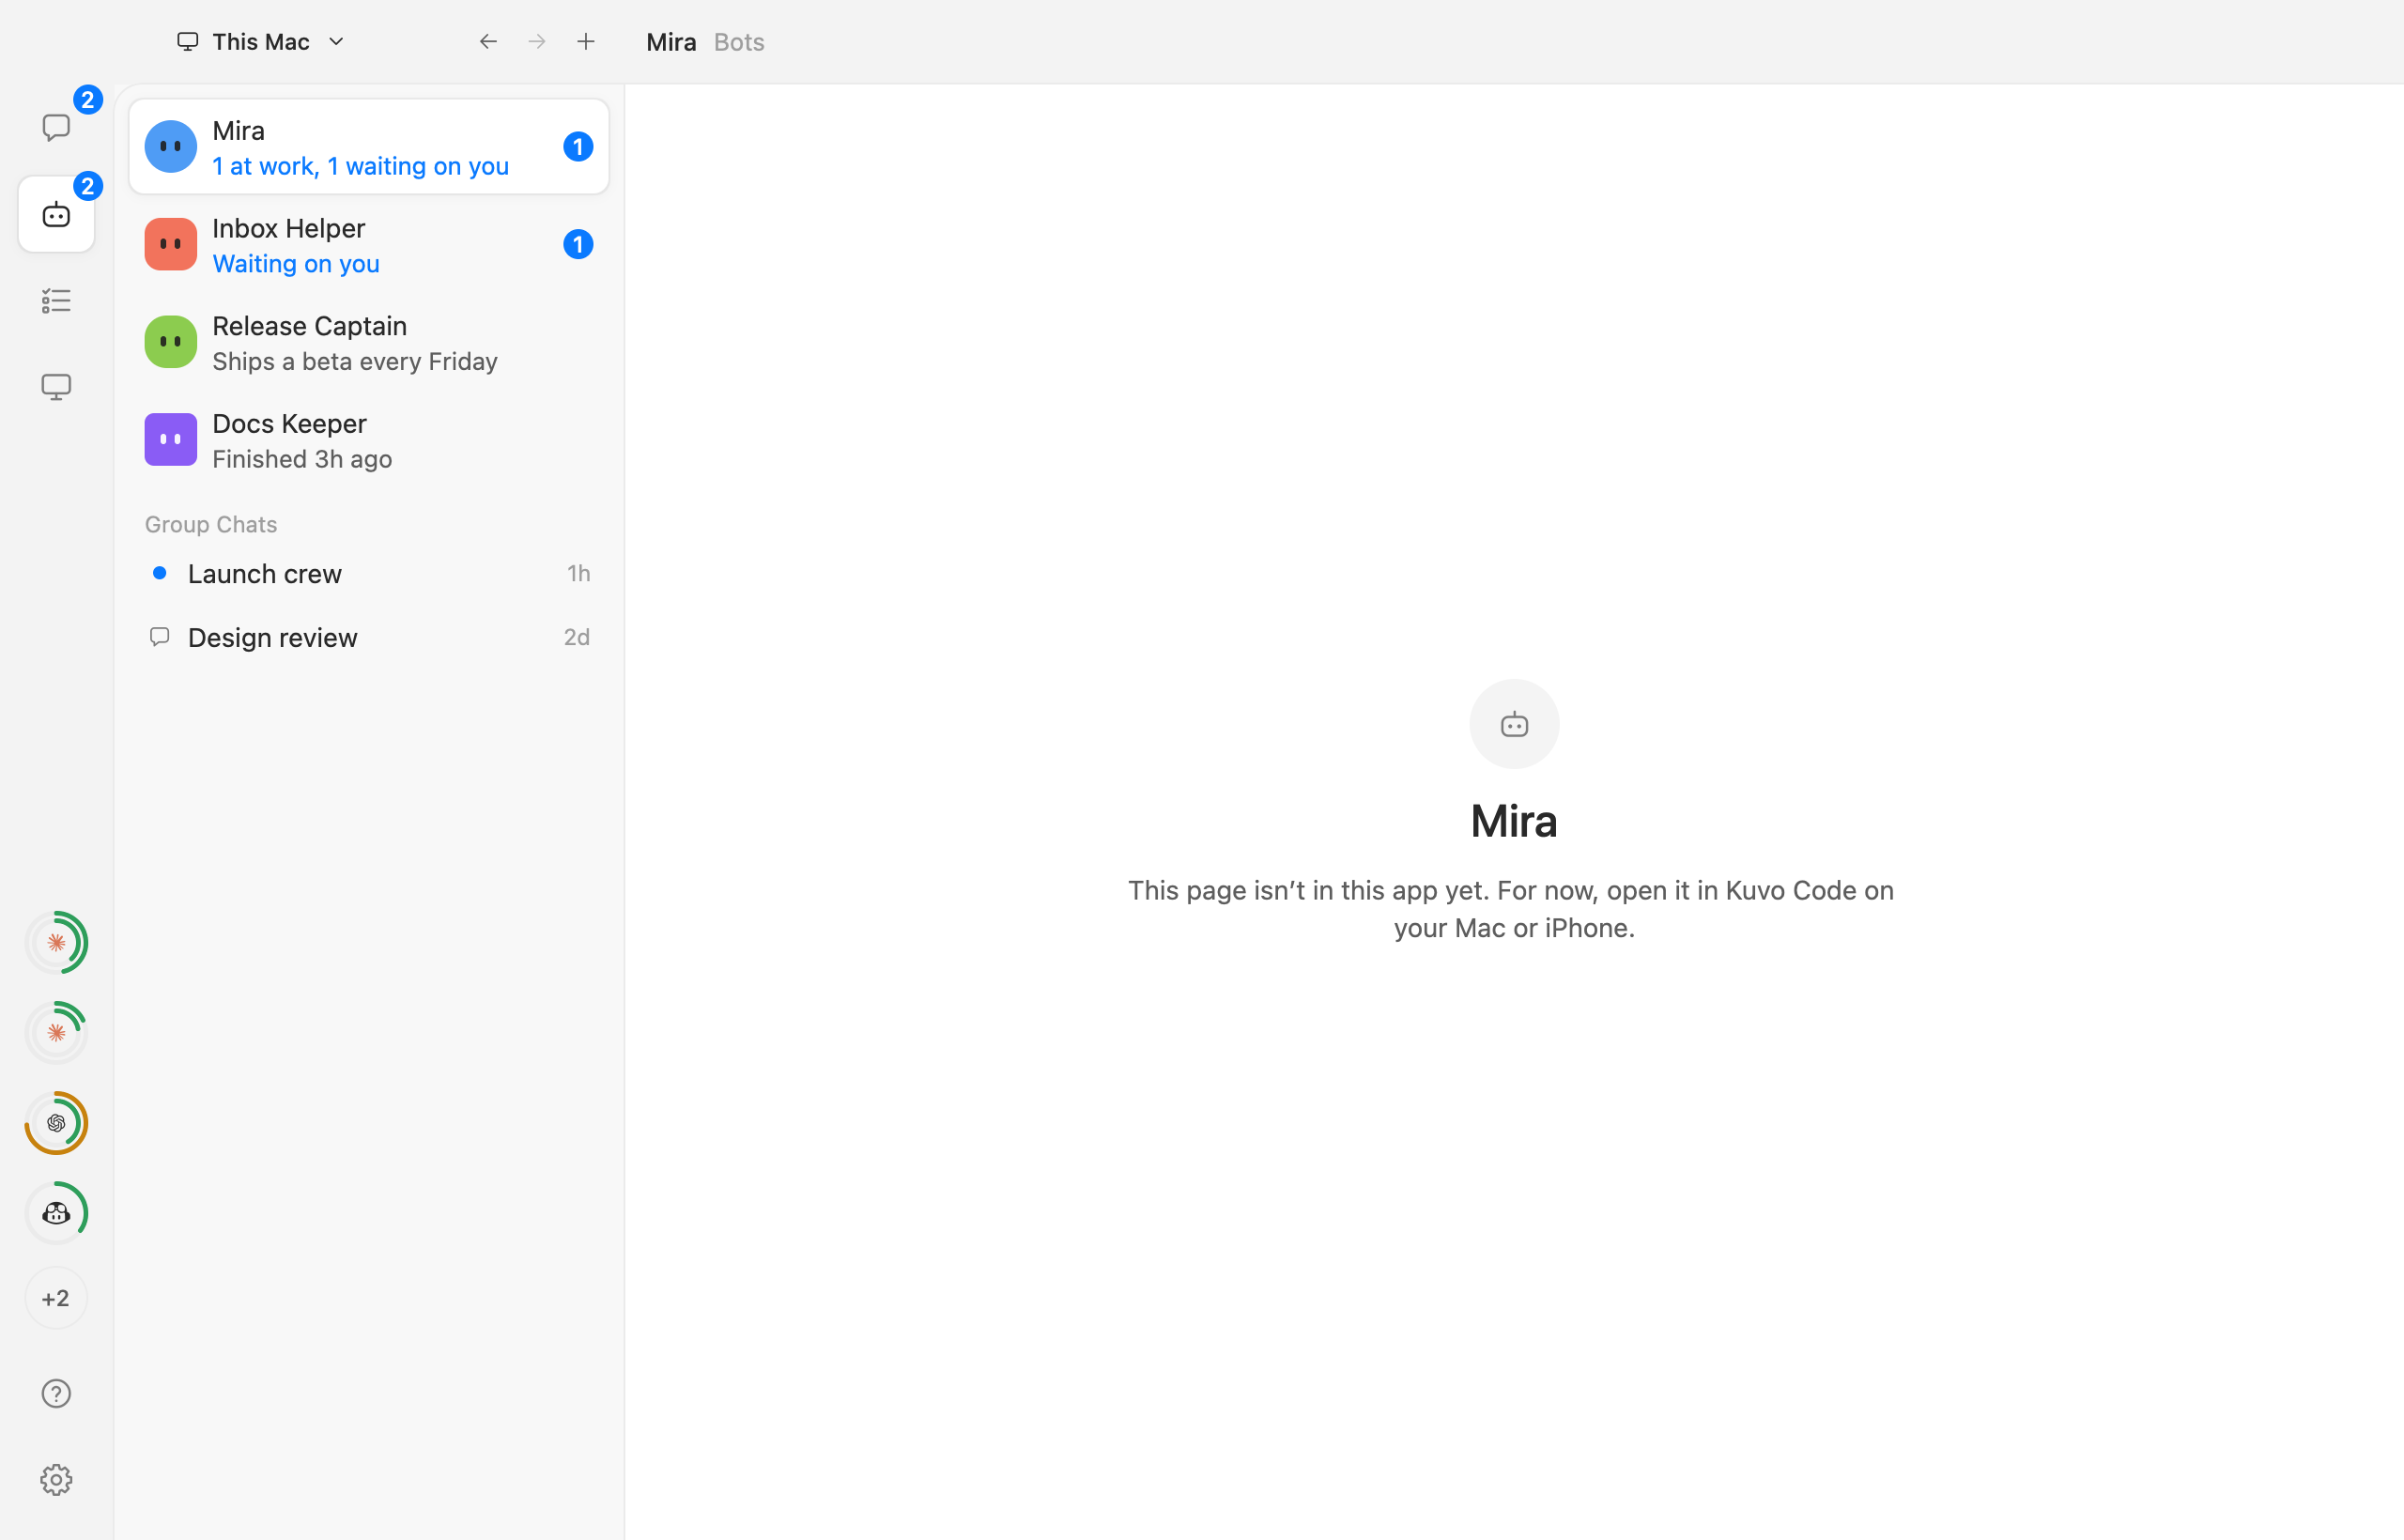 This Mac
Mira Bots
2
2
Mira
1 at work, 1 waiting on you
1
Inbox Helper
Waiting on you
1
Release Captain
Ships a beta every Friday
Docs Keeper
Finished 3h ago
Group Chats
Launch crew 1h
Design review 2d
Mira
This page isn’t in this app yet. For now, open it in Kuvo Code on
your Mac or iPhone.
+2